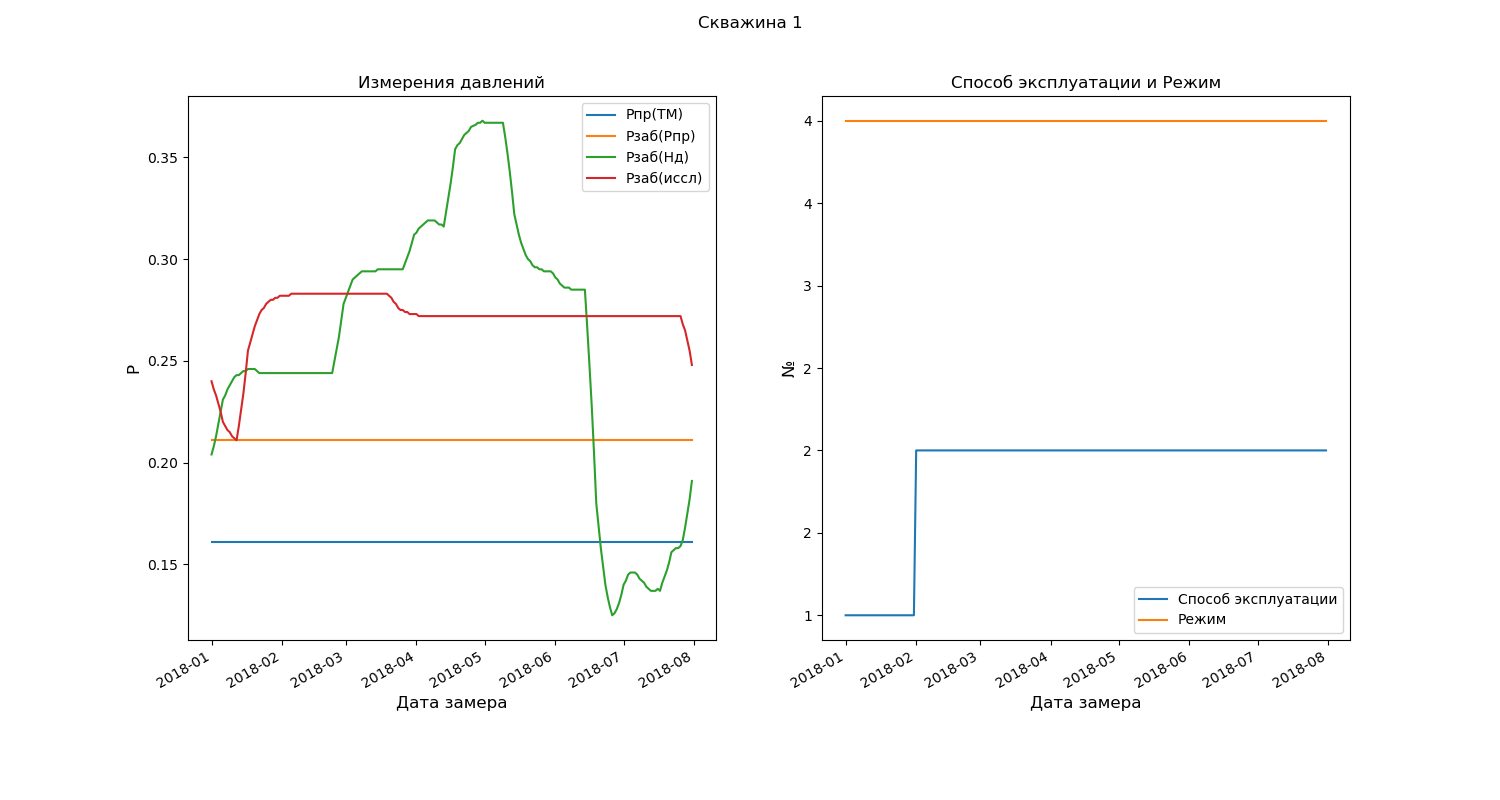 Скважина 1
Измерения давлений
P
0.35
0.30
0.25
0.20
0.15
Рпр(ТМ)
Рзаб(Рпр)
Рзаб(Нд)
Рзаб(иссл)
2018-01
2018-02
2018-03
2018-04
2018-05
2018-06
2018-07
2018-08
Дата замера
Способ эксплуатации и Режим
№
4
4
3
2
2
2
1
Способ эксплуатации
Режим
2018-01
2018-02
2018-03
2018-04
2018-05
2018-06
2018-07
2018-08
Дата замера